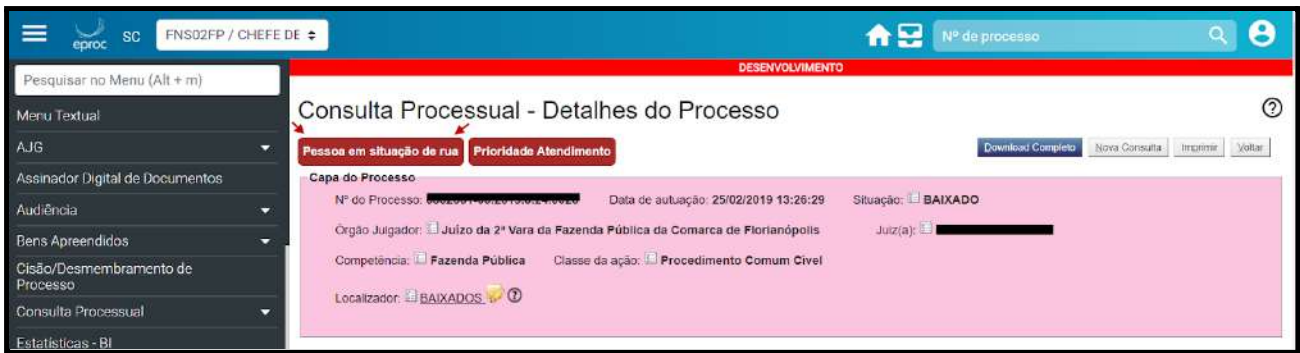 eproc SC FNS02FP / CHEFE DE Nº de processo
Pesquisar no Menu (Alt + m)
Menu Textual
AJG
Assinador Digital de Documentos
Audiência
Bens Apreendidos
Cisão/Desmembramento de
Processo
Consulta Processual
Estatísticas - BI
DESENVOLVIMENTO
Consulta Processual - Detalhes do Processo
Pessoa em situação de rua Prioridade Atendimento Download Completo Nova Consulta Imprimir Voltar
Capa do Processo
Nº do Processo: Data de autuação: 25/02/2019 13:26:29 Situação: BAIXADO
Órgão Julgador: Juízo da 2ª Vara da Fazenda Pública da Comarca de Florianópolis Juiz(a):
Competência: Fazenda Pública Classe da ação: Procedimento Comum Cível
Localizador: BAIXADOS